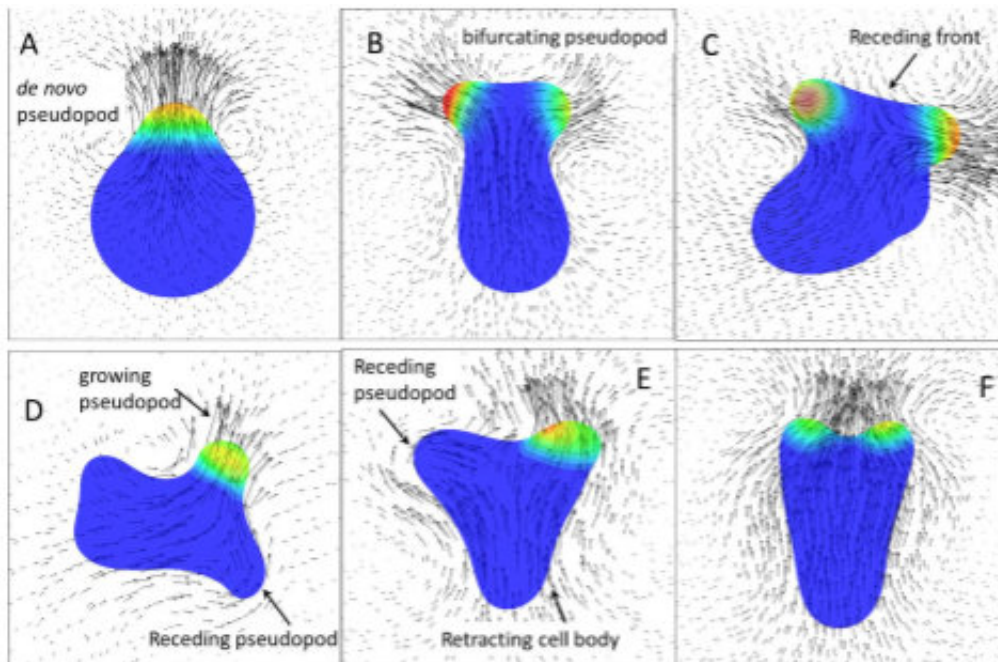 A
de novo
pseudopod
B
bifurcating pseudopod
C
Receding front
D
growing
pseudopod
Receding pseudopod
E
Receding
pseudopod
Retracting cell body
F